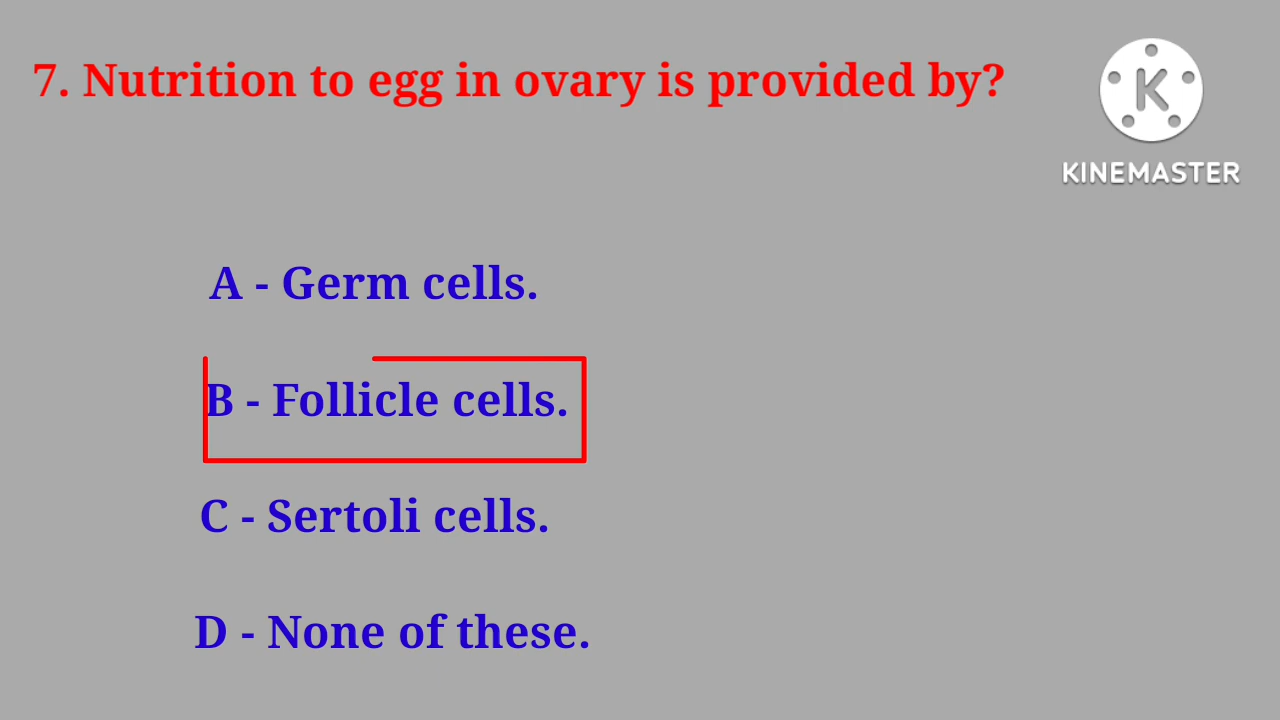 7. Nutrition to egg in ovary is provided by?
K
KINEMASTER
A - Germ cells.
B - Follicle cells.
C - Sertoli cells.
D - None of these.